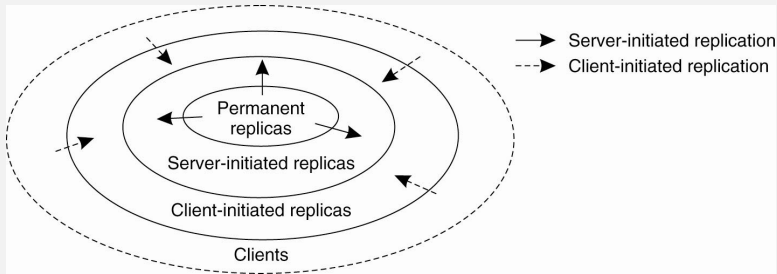 Server-initiated replication
Client-initiated replication
Permanent
replicas
Server-initiated replicas
Client-initiated replicas
Clients